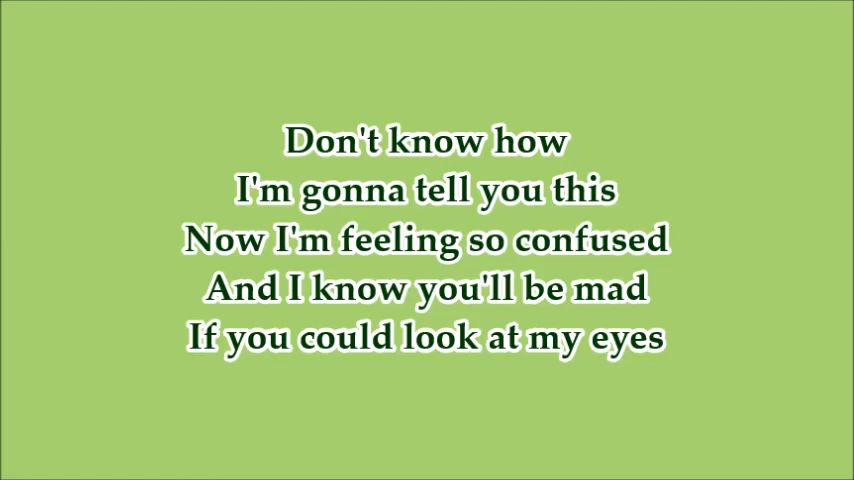 Don't know how
I'm gonna tell you this
Now I'm feeling so confused
And I know you'll be mad
If you could look at my eyes